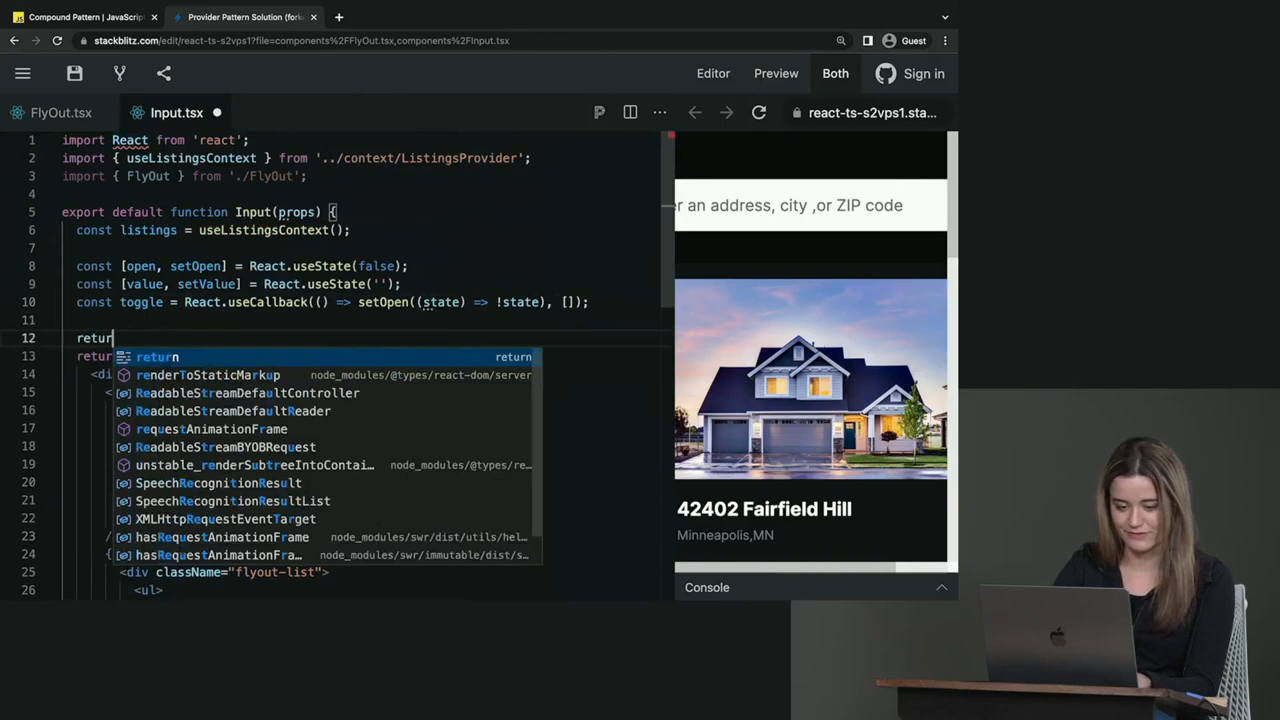 Compound Pattern | JavaScript
Provider Pattern Solution (fork
stackblitz.com/edit/react-ts-s2vps1?file=components%2FFlyOut.tsx,components%2FInput.tsx
Guest
Editor
Preview
Both
Sign in
FlyOut.tsx
Input.tsx
react-ts-s2vps1.sta...
1 import React from 'react';
2 import { useListingsContext } from '../context/ListingsProvider';
3 import { FlyOut } from './FlyOut';
4
5 export default function Input(props) {
6 const listings = useListingsContext();
7
8 const [open, setOpen] = React.useState(false);
9 const [value, setValue] = React.useState('');
10 const toggle = React.useCallback(() => setOpen((state) => !state), []);
11
12 retur
13 retur
return return
14 <di
renderToStaticMarkup node_modules/@types/react-dom/server
15 <
ReadableStreamDefaultController
16
ReadableStreamDefaultReader
17
requestAnimationFrame
18
ReadableStreamBYOBRequest
19
unstable_renderSubtreeIntoContai... node_modules/@types/re...
20
SpeechRecognitionResult
21
SpeechRecognitionResultList
22
XMLHttpRequestEventTarget
23 /
hasRequestAnimationFrame node_modules/swr/dist/utils/hel...
24 {
hasRequestAnimationFra... node_modules/swr/immutable/dist/s...
25 <div className="flyout-list">
26 <ul>
er an address, city ,or ZIP code
42402 Fairfield Hill
Minneapolis,MN
Console